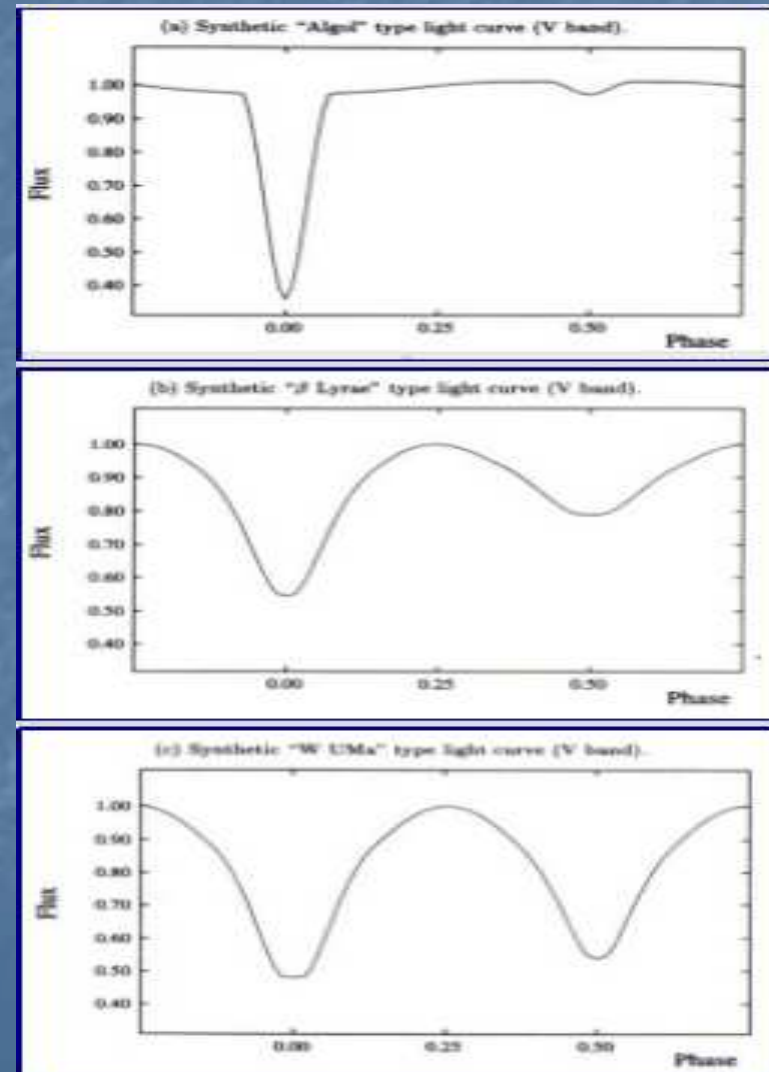 (a) Synthetic "Algol" type light curve (V band).
1.00
0.90
0.80
0.70
0.60
0.50
0.40
Flux
0.00 0.25 0.50
Phase
(b) Synthetic "β Lyrae" type light curve (V band).
1.00
0.90
0.80
0.70
0.60
0.50
0.40
Flux
0.00 0.25 0.50
Phase
(c) Synthetic "W UMa" type light curve (V band).
1.00
0.90
0.80
0.70
0.60
0.50
0.40
Flux
0.00 0.25 0.50
Phase